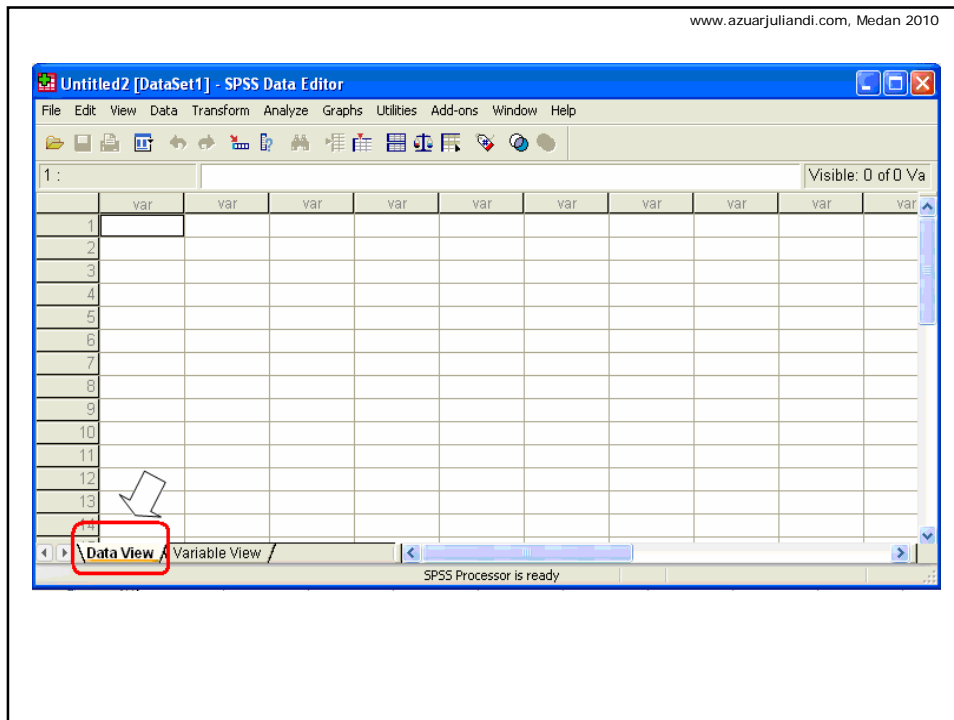 www.azuarjuliandi.com, Medan 2010
Untitled2 [DataSet1] - SPSS Data Editor
File Edit View Data Transform Analyze Graphs Utilities Add-ons Window Help
1 : Visible: 0 of 0 Va
var var var var var var var var var var
1
2
3
4
5
6
7
8
9
10
11
12
13
14
Data View Variable View
SPSS Processor is ready